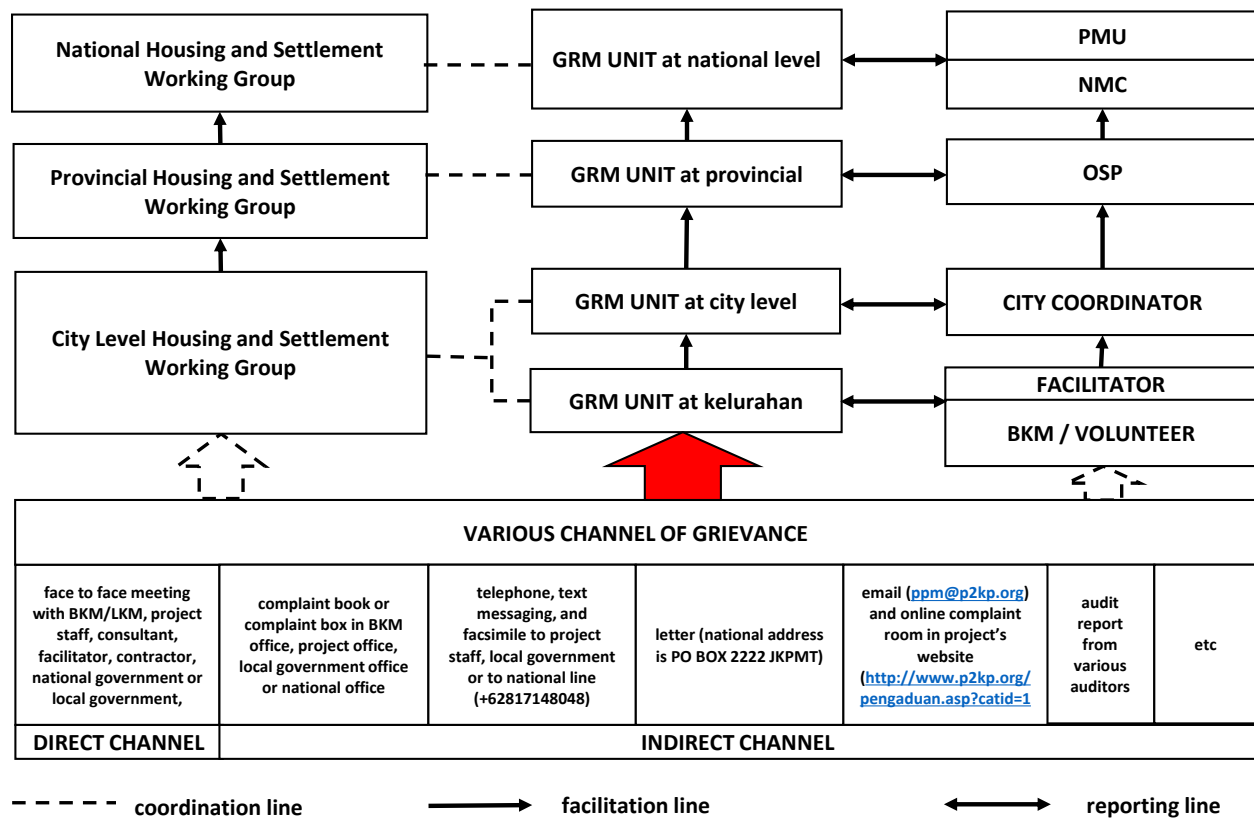 National Housing and Settlement
Working Group
GRM UNIT at national level
PMU
NMC
Provincial Housing and Settlement
Working Group
GRM UNIT at provincial
OSP
City Level Housing and Settlement
Working Group
GRM UNIT at city level
CITY COORDINATOR
GRM UNIT at kelurahan
FACILITATOR
BKM / VOLUNTEER
VARIOUS CHANNEL OF GRIEVANCE
face to face meeting
with BKM/LKM, project
staff, consultant,
facilitator, contractor,
national government or
local government,
complaint book or
complaint box in BKM
office, project office,
local government office
or national office
telephone, text
messaging, and
facsimile to project
staff, local government
or to national line
(+62817148048)
letter (national address
is PO BOX 2222 JKPMT)
email (ppm@p2kp.org)
and online complaint
room in project's
website
(http://www.p2kp.org/
pengaduan.asp?catid=1
audit
report
from
various
auditors
etc
DIRECT CHANNEL
INDIRECT CHANNEL
coordination line
facilitation line
reporting line